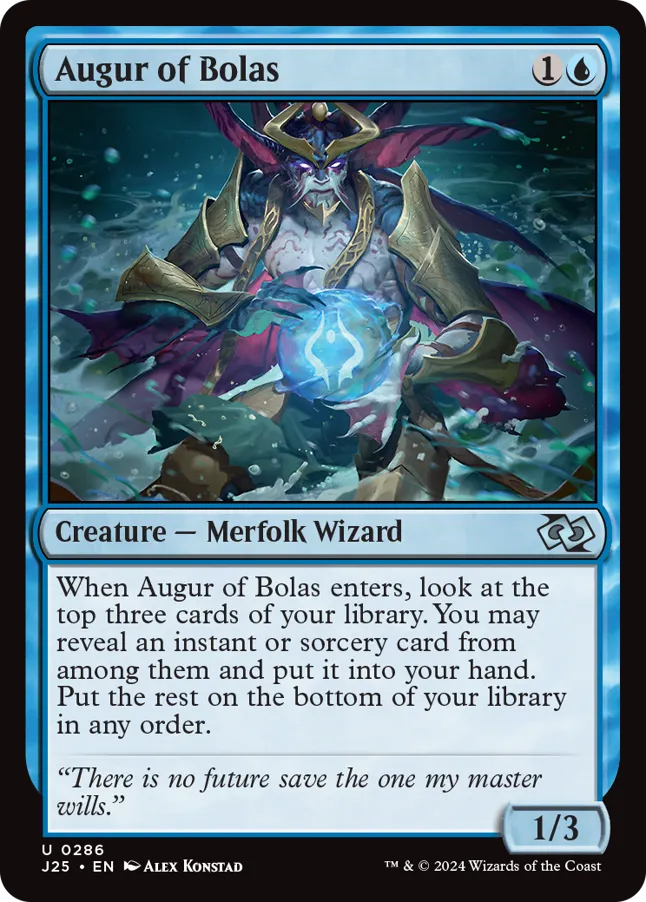 Augur of Bolas 1
Creature — Merfolk Wizard
When Augur of Bolas enters, look at the
top three cards of your library. You may
reveal an instant or sorcery card from
among them and put it into your hand.
Put the rest on the bottom of your library
in any order.
“There is no future save the one my master
wills.”
1/3
U 0286
J25 • EN Alex Konstad ™ & © 2024 Wizards of the Coast